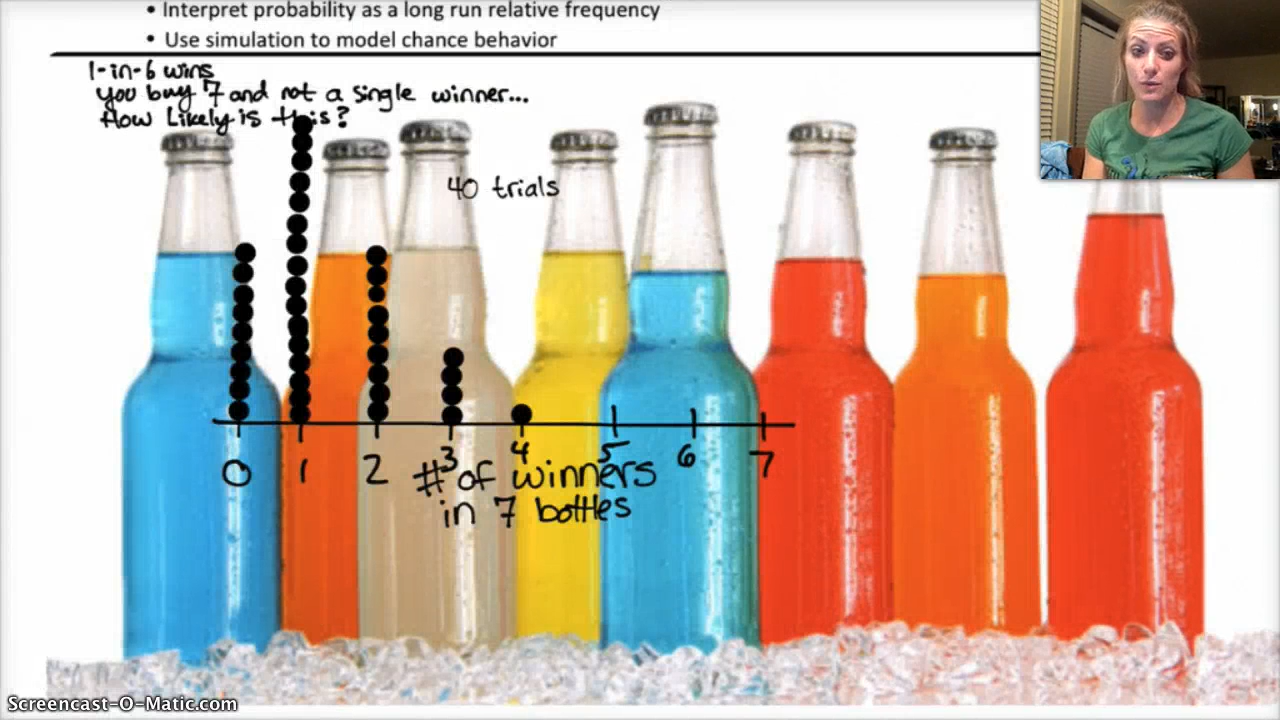 • Interpret probability as a long run relative frequency
• Use simulation to model chance behavior
1-in-6 wins
you buy 7 and not a single winner...
How likely is this?
40 trials
0 1 2 3 4 5 6 7
# of winners
in 7 bottles
Screencast-O-Matic.com